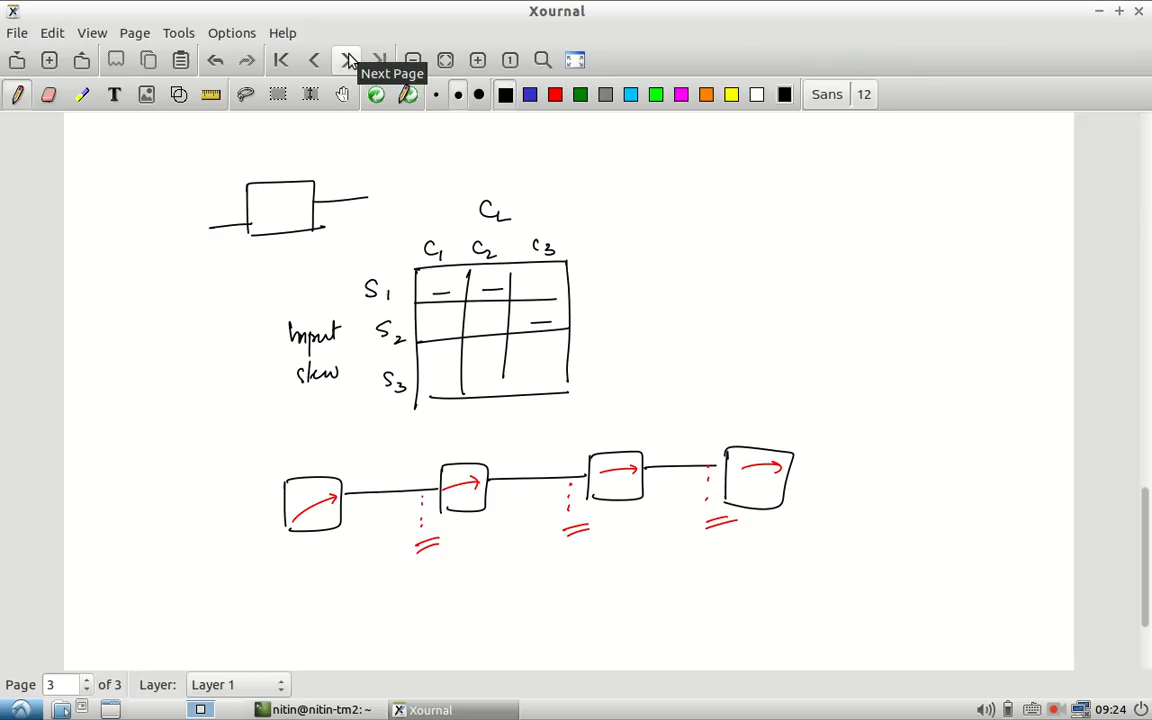 Xournal
File Edit View Page Tools Options Help
Next Page
Sans 12
CL
C1 C2 C3
S1
Input S2
skew S3
Page 3 of 3 Layer: Layer 1
nitin@nitin-tm2: ~ Xournal 09:24